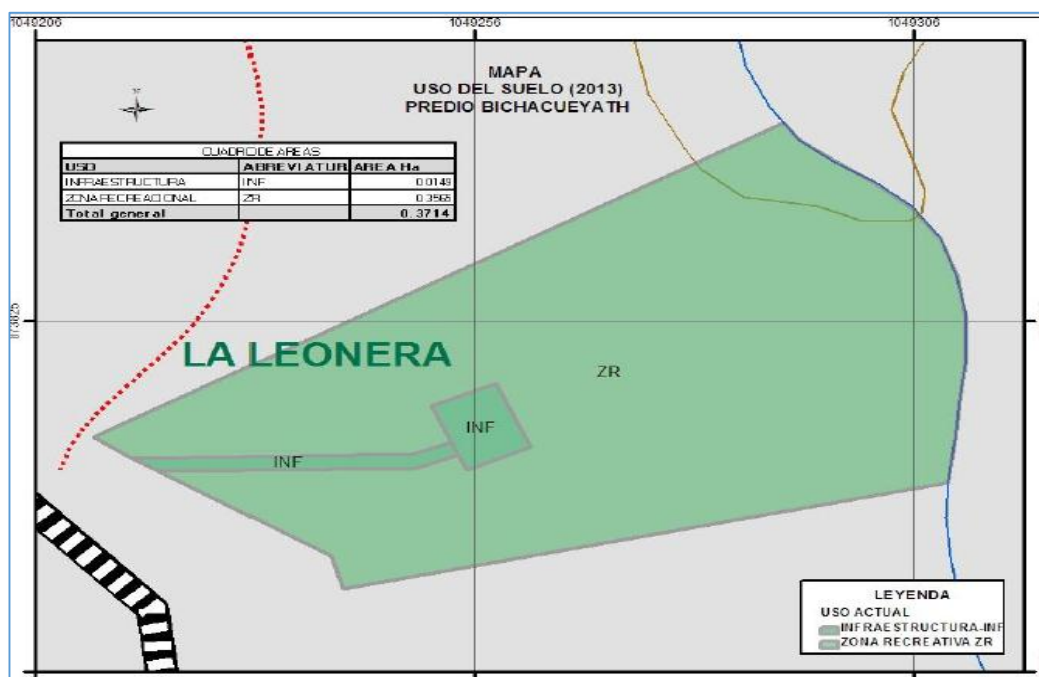 1049206 1049256 1049306
MAPA
USO DEL SUELO (2013)
PREDIO BICHACUEYATH
N
CUADRO DE AREAS
USO ABREVIATUR AREA Ha
INFRAESTRUCTURA INF 0.0149
ZONA RECREACIONAL ZR 0.3565
Total general 0.3714
873825
LA LEONERA
ZR
INF
INF
LEYENDA
USO ACTUAL
INFRAESTRUCTURA-INF
ZONA RECREATIVA ZR